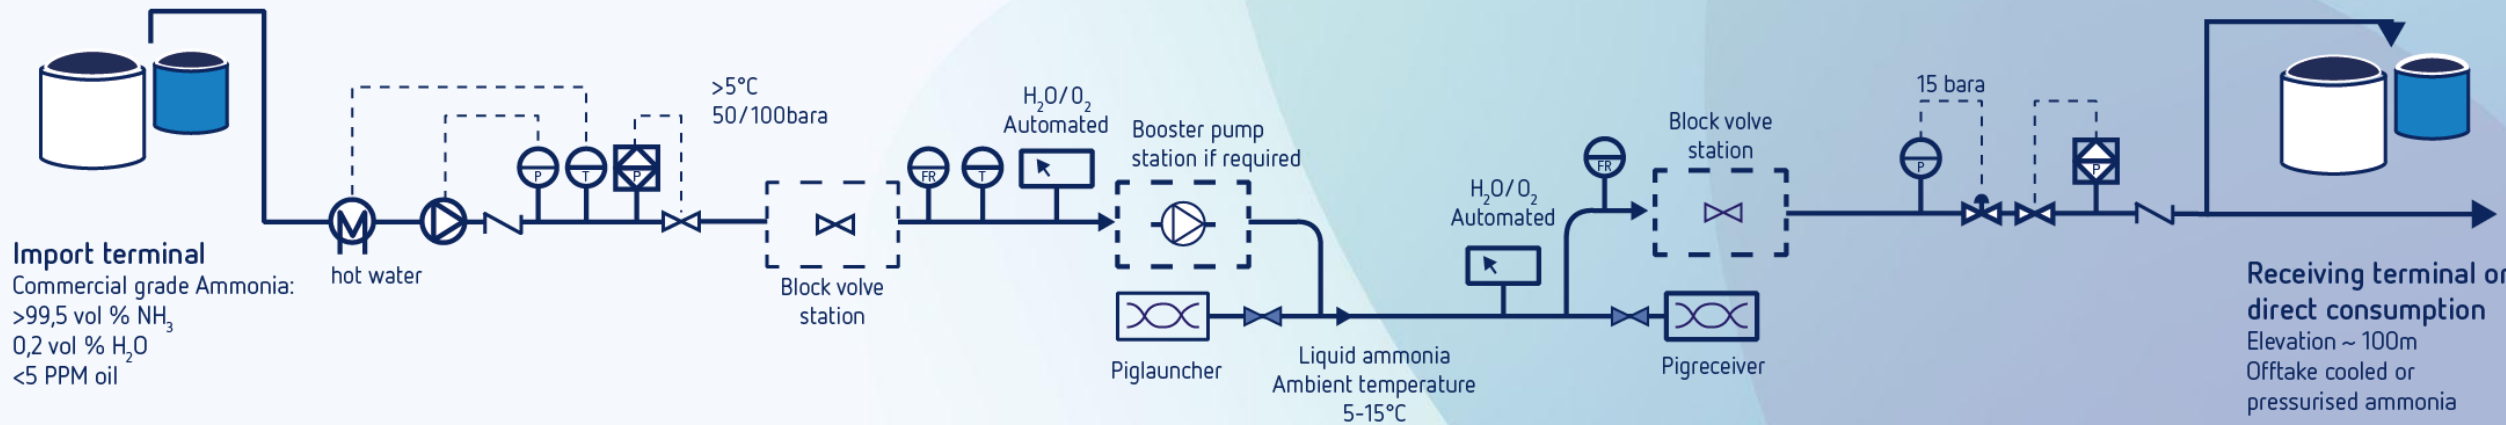 Import terminal
Commercial grade Ammonia:
>99,5 vol % NH₃
0,2 vol % H₂O
<5 PPM oil
hot water
P
T
P
>5°C
50/100bara
Block volve
station
FR
T
H₂O/O₂
Automated
Booster pump
station if required
Piglauncher
Liquid ammonia
Ambient temperature
5-15°C
H₂O/O₂
Automated
FR
Block volve
station
Pigreceiver
15 bara
P
P
Receiving terminal or
direct consumption
Elevation ~ 100m
Offtake cooled or
pressurised ammonia